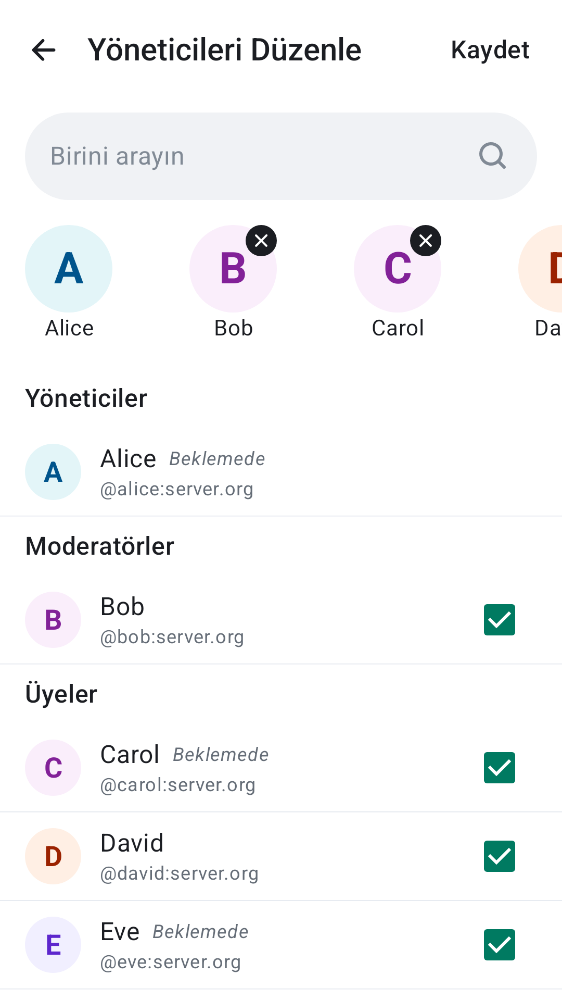 Yöneticileri Düzenle Kaydet
Birini arayın
A B C D
Alice Bob Carol Da
Yöneticiler
A Alice Beklemede
@alice:server.org
Moderatörler
B Bob
@bob:server.org
Üyeler
C Carol Beklemede
@carol:server.org
D David
@david:server.org
E Eve Beklemede
@eve:server.org